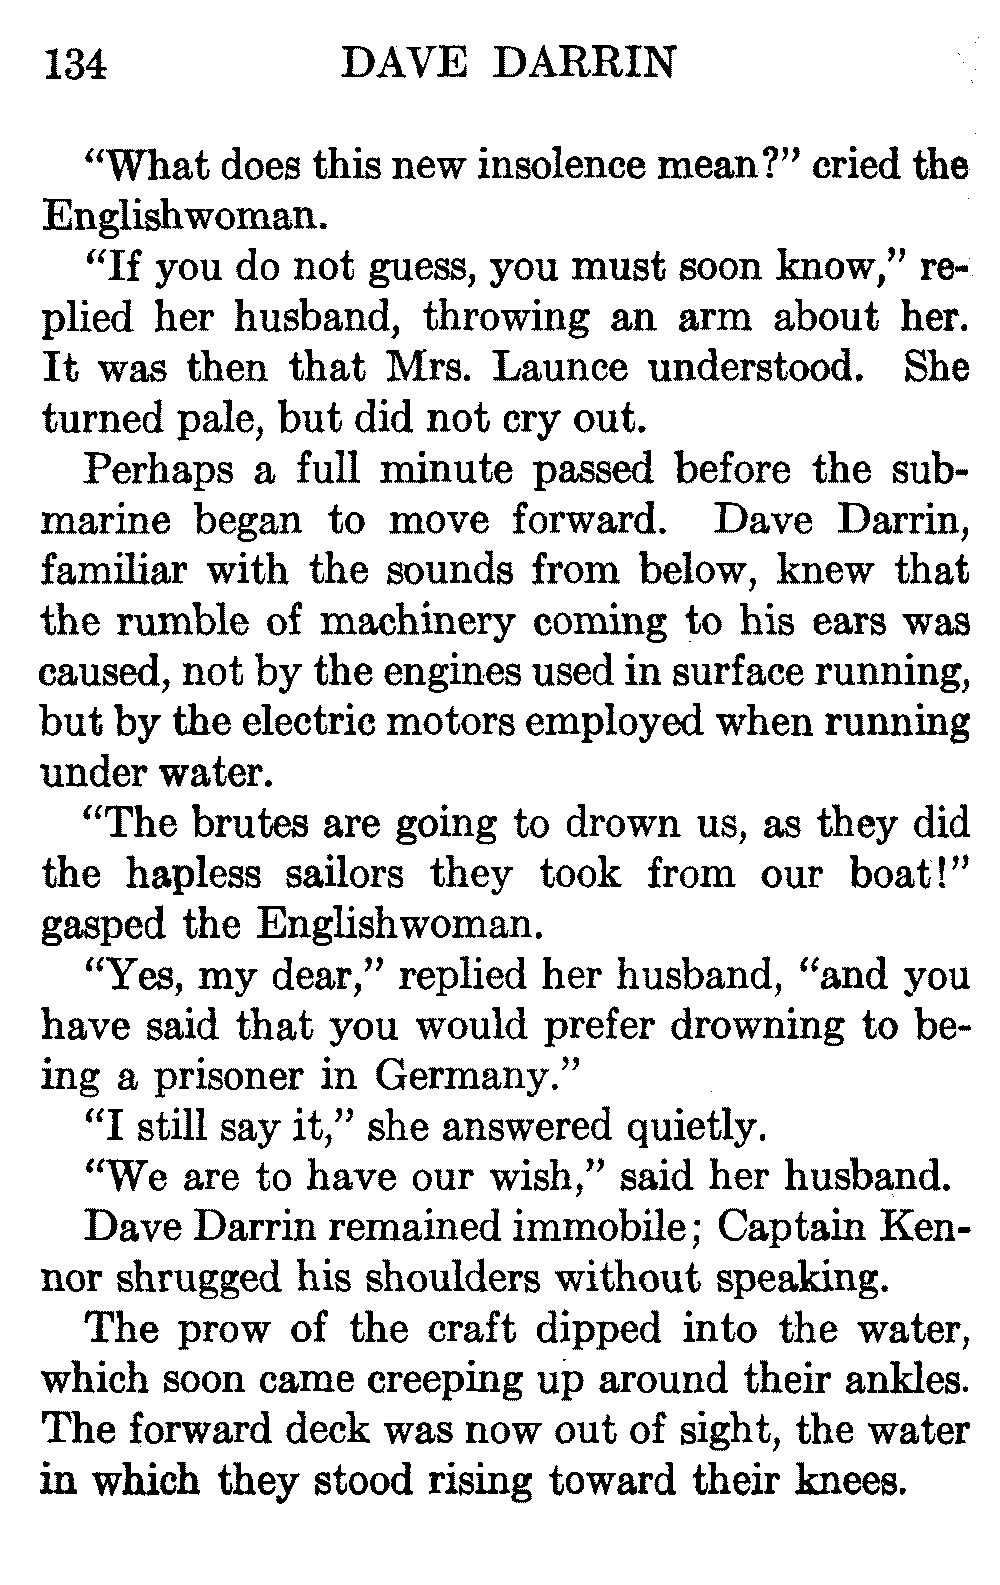 134 DAVE DARRIN
“What does this new insolence mean?” cried the
Englishwoman.
“If you do not guess, you must soon know,” re-
plied her husband, throwing an arm about her.
It was then that Mrs. Launce understood. She
turned pale, but did not cry out.
Perhaps a full minute passed before the sub-
marine began to move forward. Dave Darrin,
familiar with the sounds from below, knew that
the rumble of machinery coming to his ears was
caused, not by the engines used in surface running,
but by the electric motors employed when running
under water.
“The brutes are going to drown us, as they did
the hapless sailors they took from our boat!”
gasped the Englishwoman.
“Yes, my dear,” replied her husband, “and you
have said that you would prefer drowning to be-
ing a prisoner in Germany.”
“I still say it,” she answered quietly.
“We are to have our wish,” said her husband.
Dave Darrin remained immobile; Captain Ken-
nor shrugged his shoulders without speaking.
The prow of the craft dipped into the water,
which soon came creeping up around their ankles.
The forward deck was now out of sight, the water
in which they stood rising toward their knees.